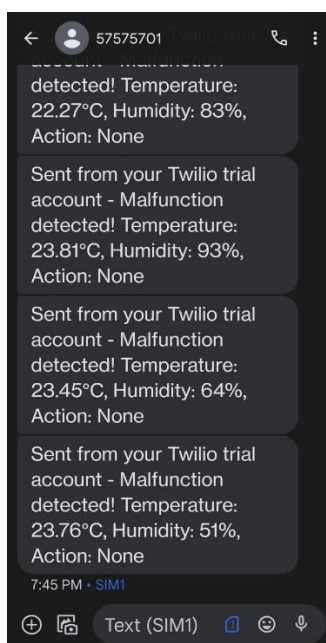 57575701
detected! Temperature:
22.27°C, Humidity: 83%,
Action: None
Sent from your Twilio trial
account - Malfunction
detected! Temperature:
23.81°C, Humidity: 93%,
Action: None
Sent from your Twilio trial
account - Malfunction
detected! Temperature:
23.45°C, Humidity: 64%,
Action: None
Sent from your Twilio trial
account - Malfunction
detected! Temperature:
23.76°C, Humidity: 51%,
Action: None
7:45 PM • SIM1
Text (SIM1) 1